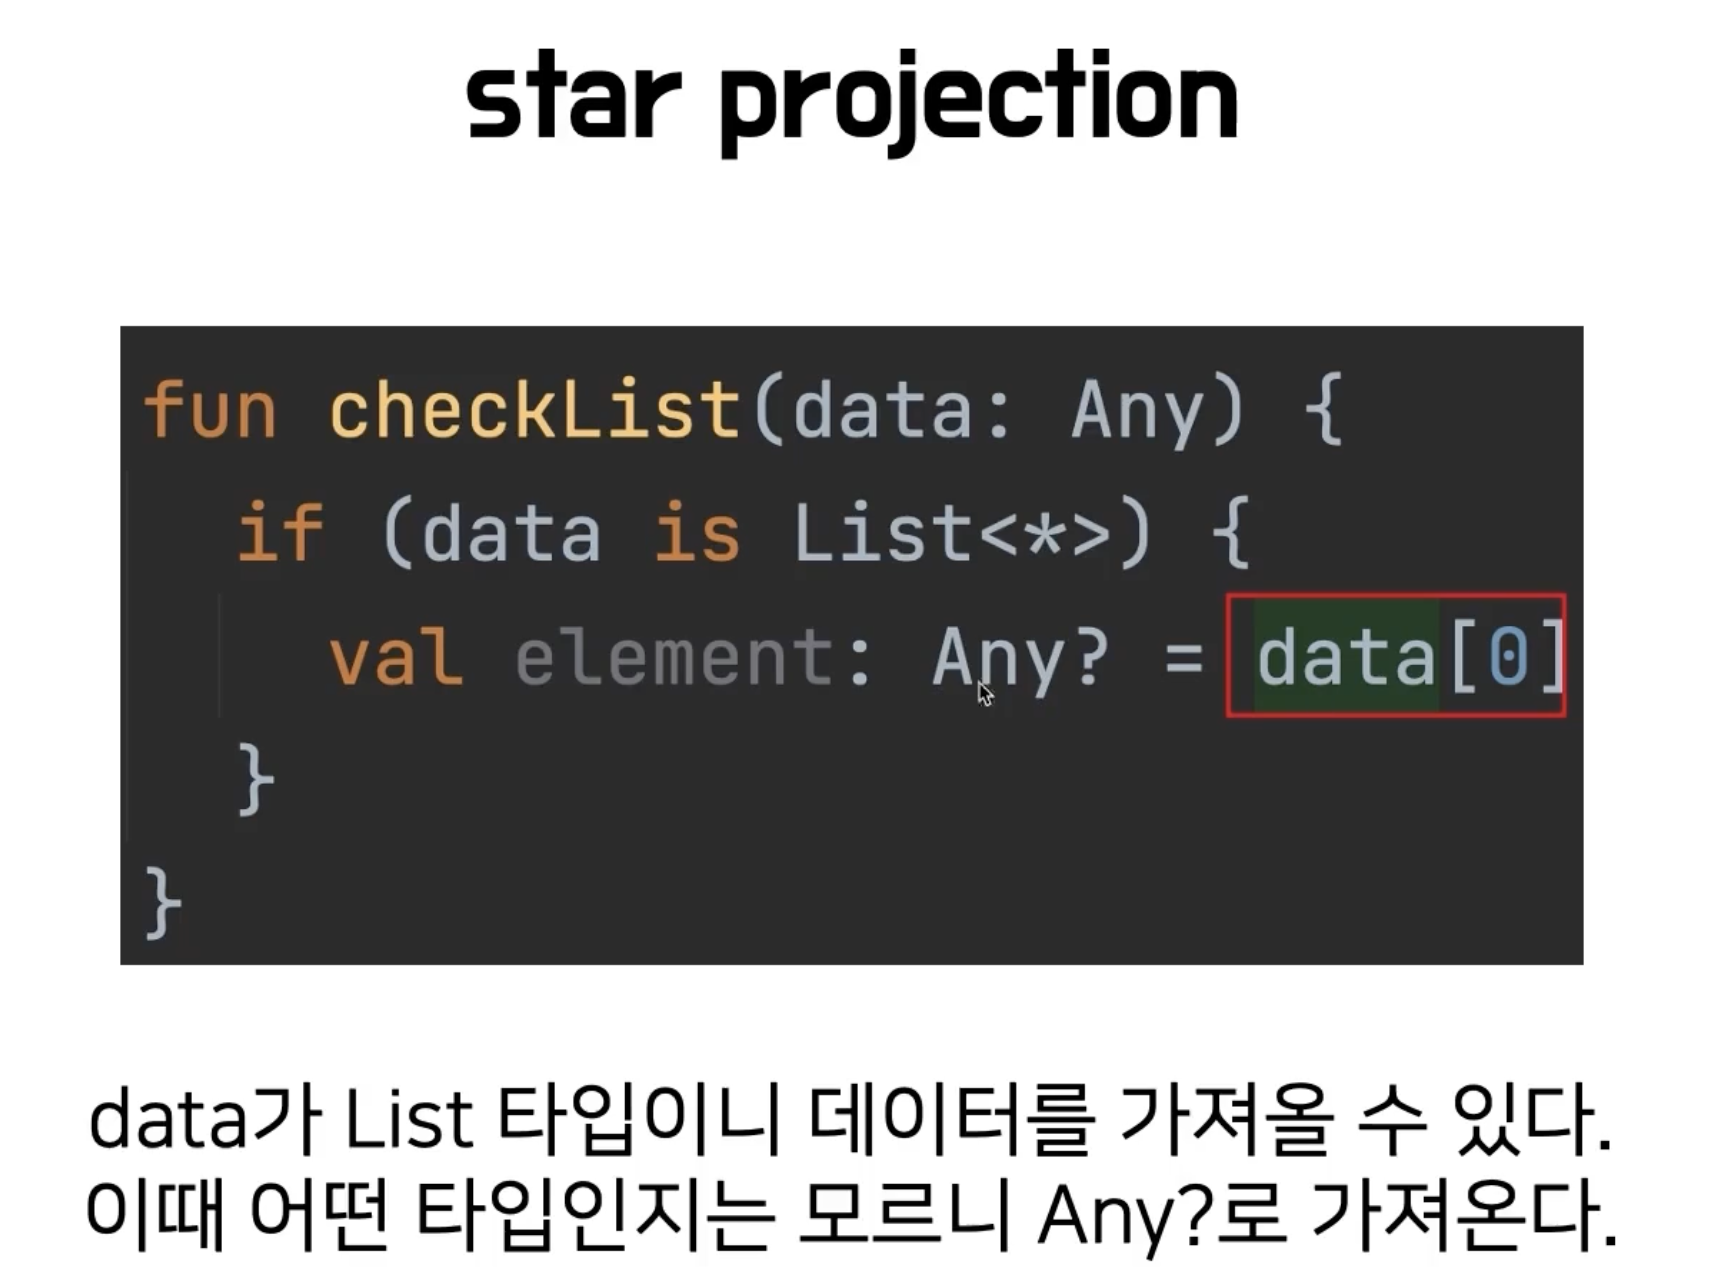 star projection
fun checkList(data: Any) {
if (data is List<*>) {
val element: Any? = data[0]
}
}
data가 List 타입이니 데이터를 가져올 수 있다.
이때 어떤 타입인지는 모르니 Any?로 가져온다.